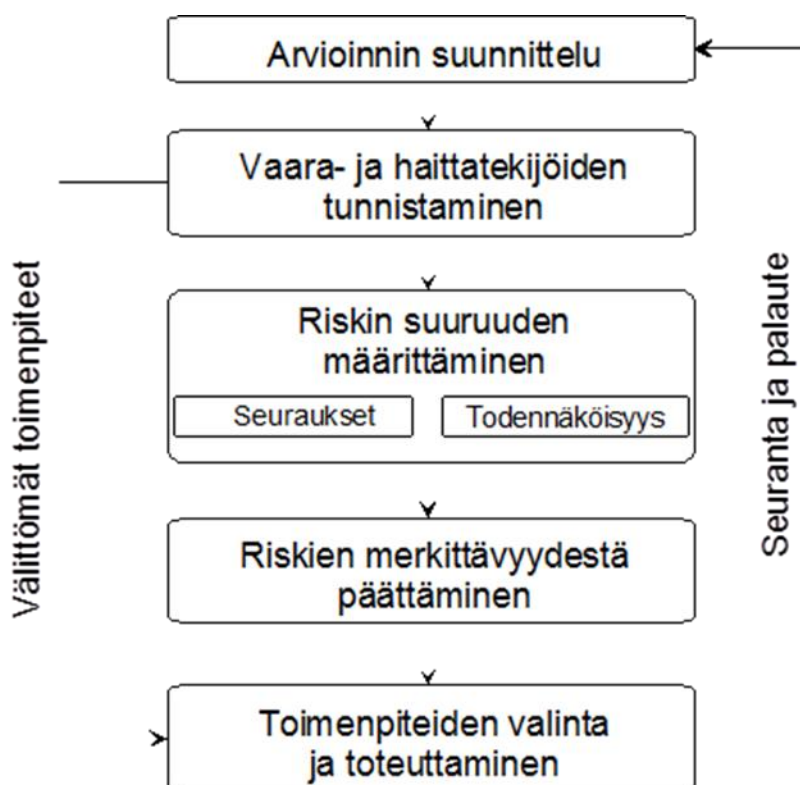 Arvioinnin suunnittelu
Vaara- ja haittatekijöiden
tunnistaminen
Riskin suuruuden
määrittäminen
Seuraukset
Todennäköisyys
Riskien merkittävyydestä
päättäminen
Toimenpiteiden valinta
ja toteuttaminen
Välittömät toimenpiteet
Seuranta ja palaute